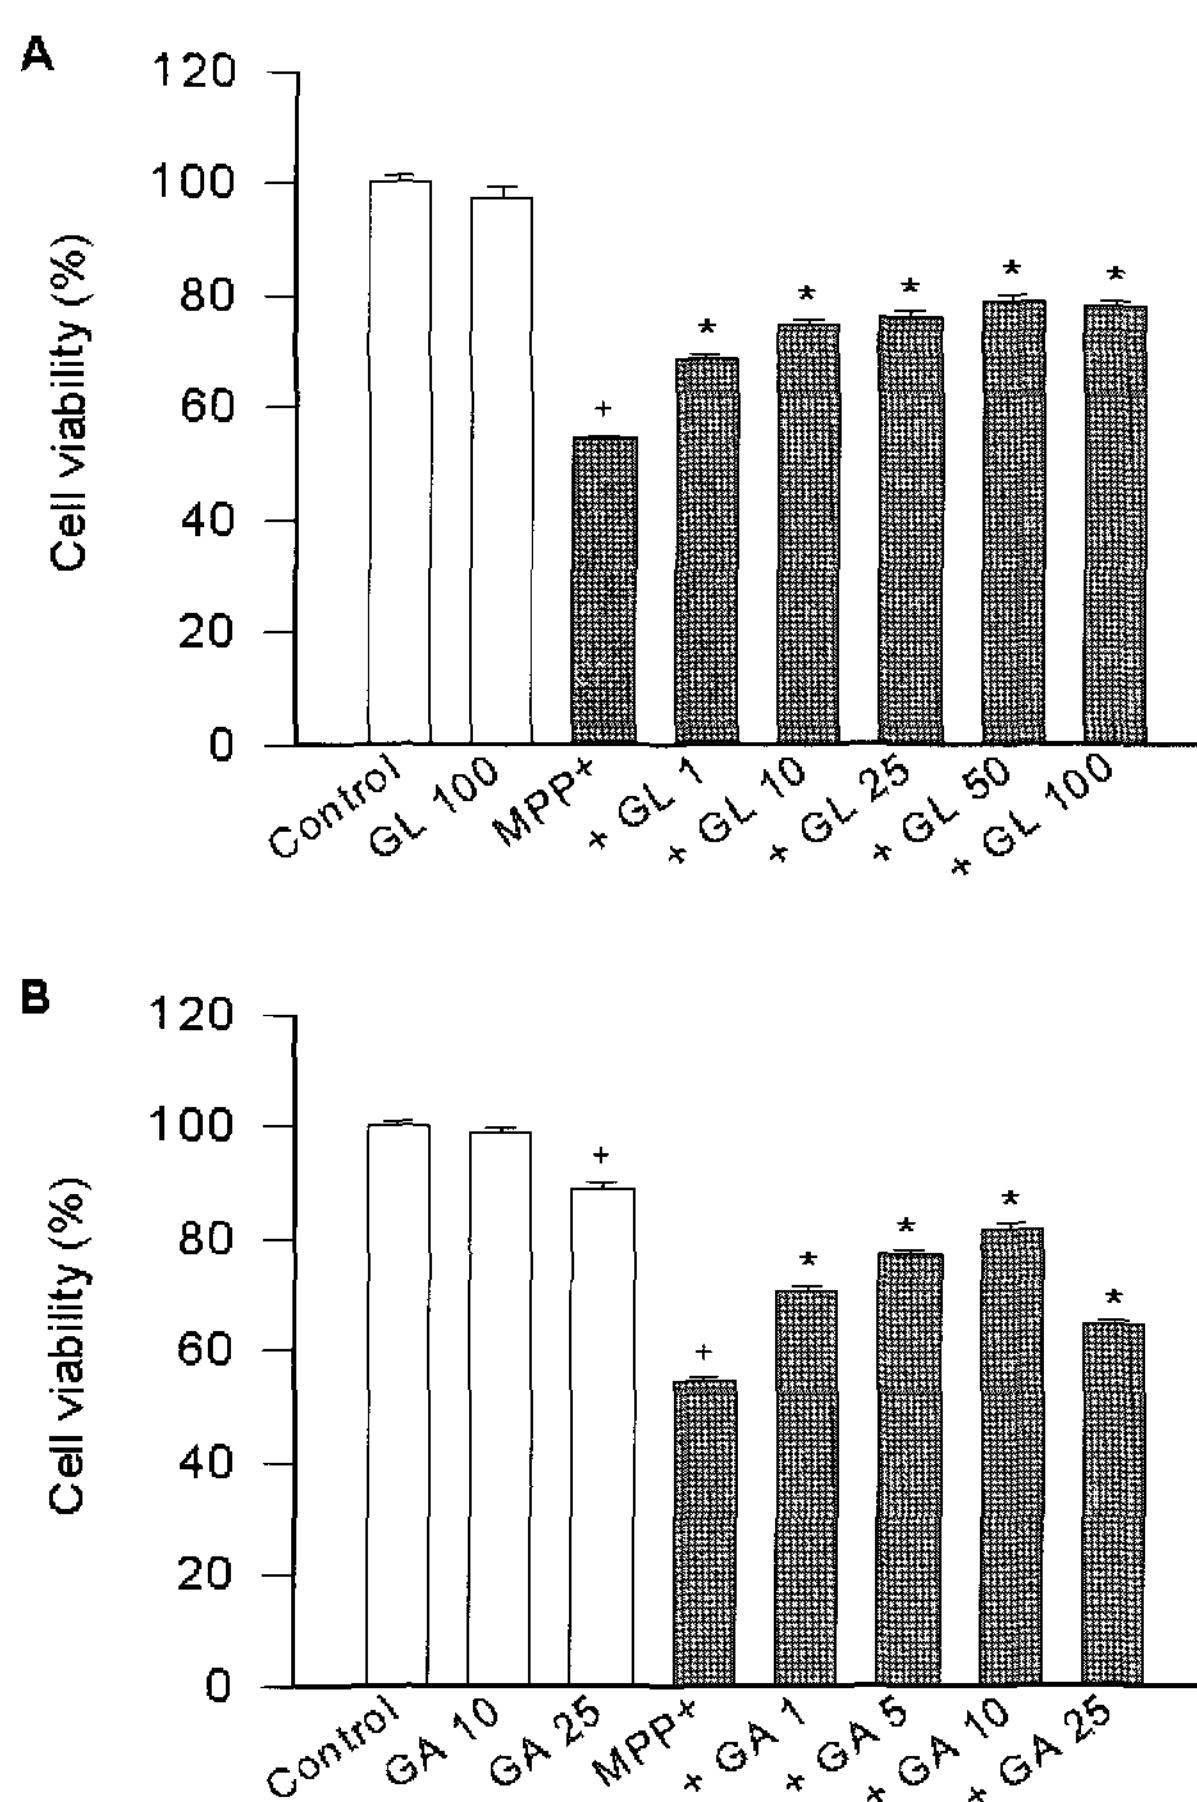 A
120
100
80
60
40
20
0
Cell viability (%)
+
*
*
*
*
*
Control
GL 100
MPP+
+ GL 1
+ GL 10
+ GL 25
+ GL 50
+ GL 100
B
120
100
80
60
40
20
0
Cell viability (%)
+
+
*
*
*
*
Control
GA 10
GA 25
MPP+
+ GA 1
+ GA 5
+ GA 10
+ GA 25